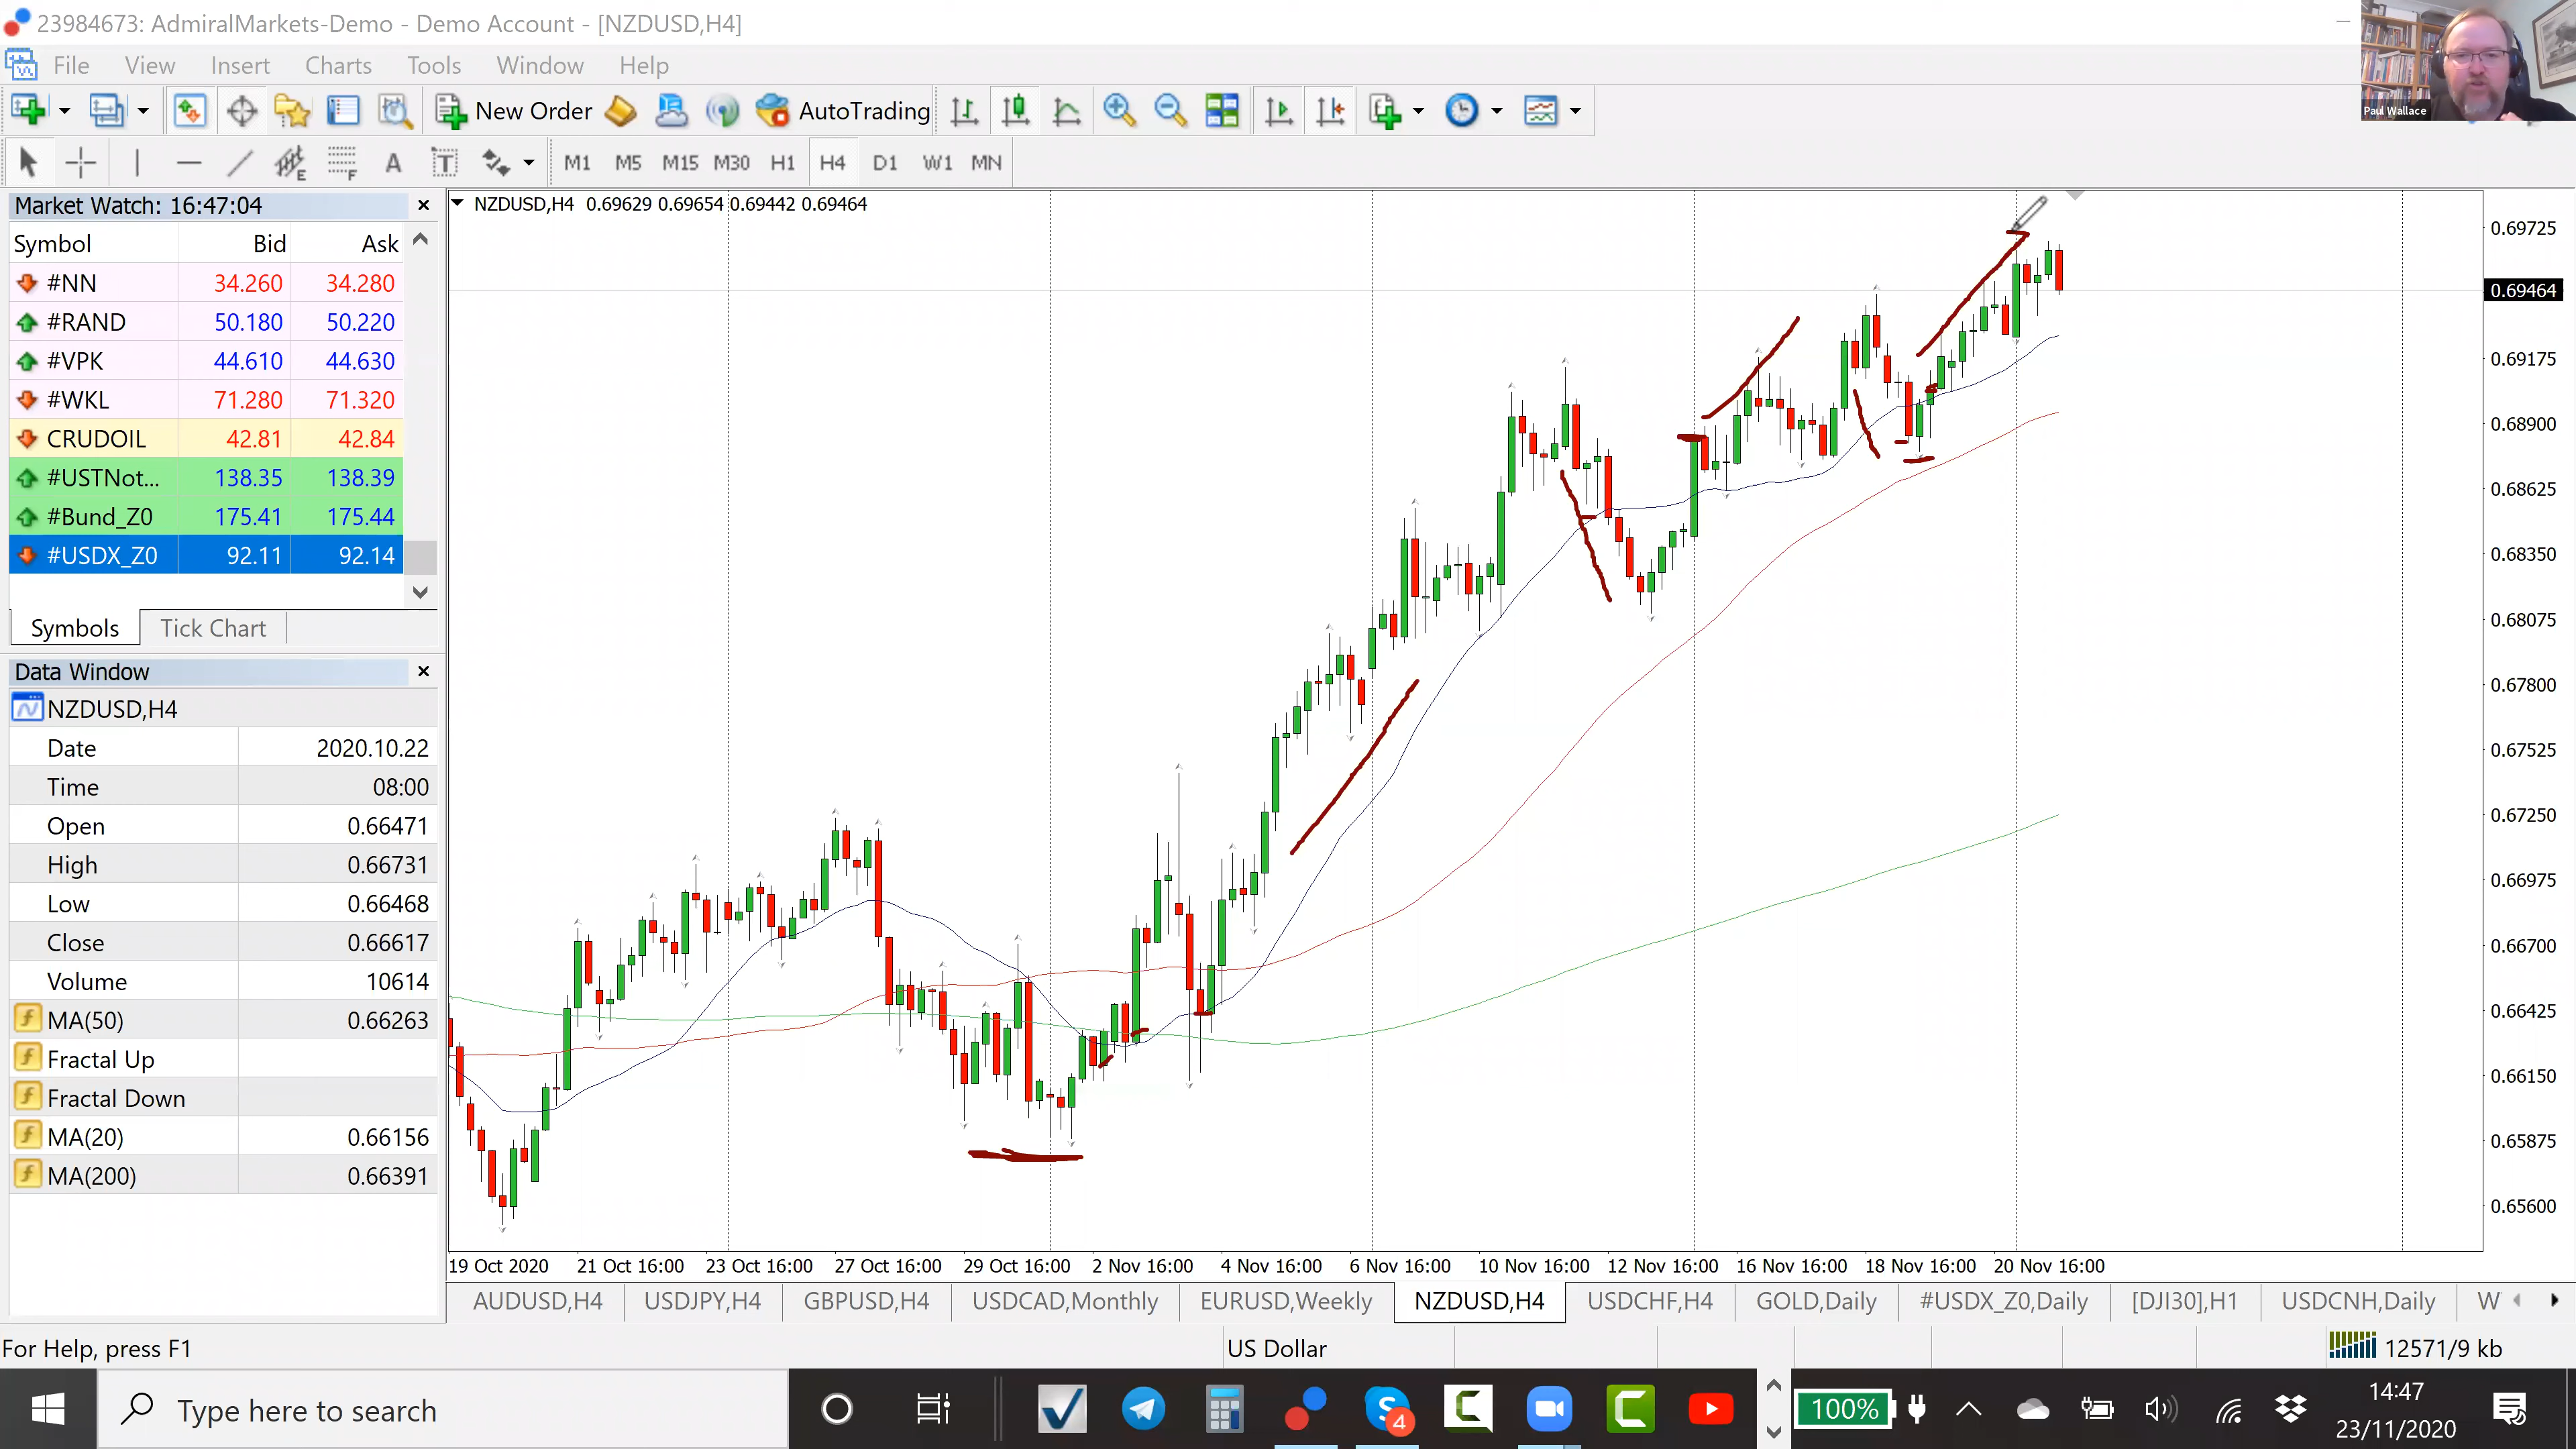 23984673: AdmiralMarkets-Demo - Demo Account - [NZDUSD,H4]
File View Insert Charts Tools Window Help
Paul Wallace
New Order AutoTrading
E F A T M1 M5 M15 M30 H1 H4 D1 W1 MN
Market Watch: 16:47:04
Symbol Bid Ask
#NN 34.260 34.280
#RAND 50.180 50.220
#VPK 44.610 44.630
#WKL 71.280 71.320
CRUDOIL 42.81 42.84
#USTNot... 138.35 138.39
#Bund_Z0 175.41 175.44
#USDX_Z0 92.11 92.14
Symbols Tick Chart
Data Window
NZDUSD,H4
Date 2020.10.22
Time 08:00
Open 0.66471
High 0.66731
Low 0.66468
Close 0.66617
Volume 10614
MA(50) 0.66263
Fractal Up
Fractal Down
MA(20) 0.66156
MA(200) 0.66391
NZDUSD,H4 0.69629 0.69654 0.69442 0.69464
0.69725
0.69464
0.69175
0.68900
0.68625
0.68350
0.68075
0.67800
0.67525
0.67250
0.66975
0.66700
0.66425
0.66150
0.65875
0.65600
19 Oct 2020 21 Oct 16:00 23 Oct 16:00 27 Oct 16:00 29 Oct 16:00 2 Nov 16:00 4 Nov 16:00 6 Nov 16:00 10 Nov 16:00 12 Nov 16:00 16 Nov 16:00 18 Nov 16:00 20 Nov 16:00
AUDUSD,H4 USDJPY,H4 GBPUSD,H4 USDCAD,Monthly EURUSD,Weekly NZDUSD,H4 USDCHF,H4 GOLD,Daily #USDX_Z0,Daily [DJI30],H1 USDCNH,Daily W
For Help, press F1 US Dollar 12571/9 kb
Type here to search 4 100% 14:47
23/11/2020